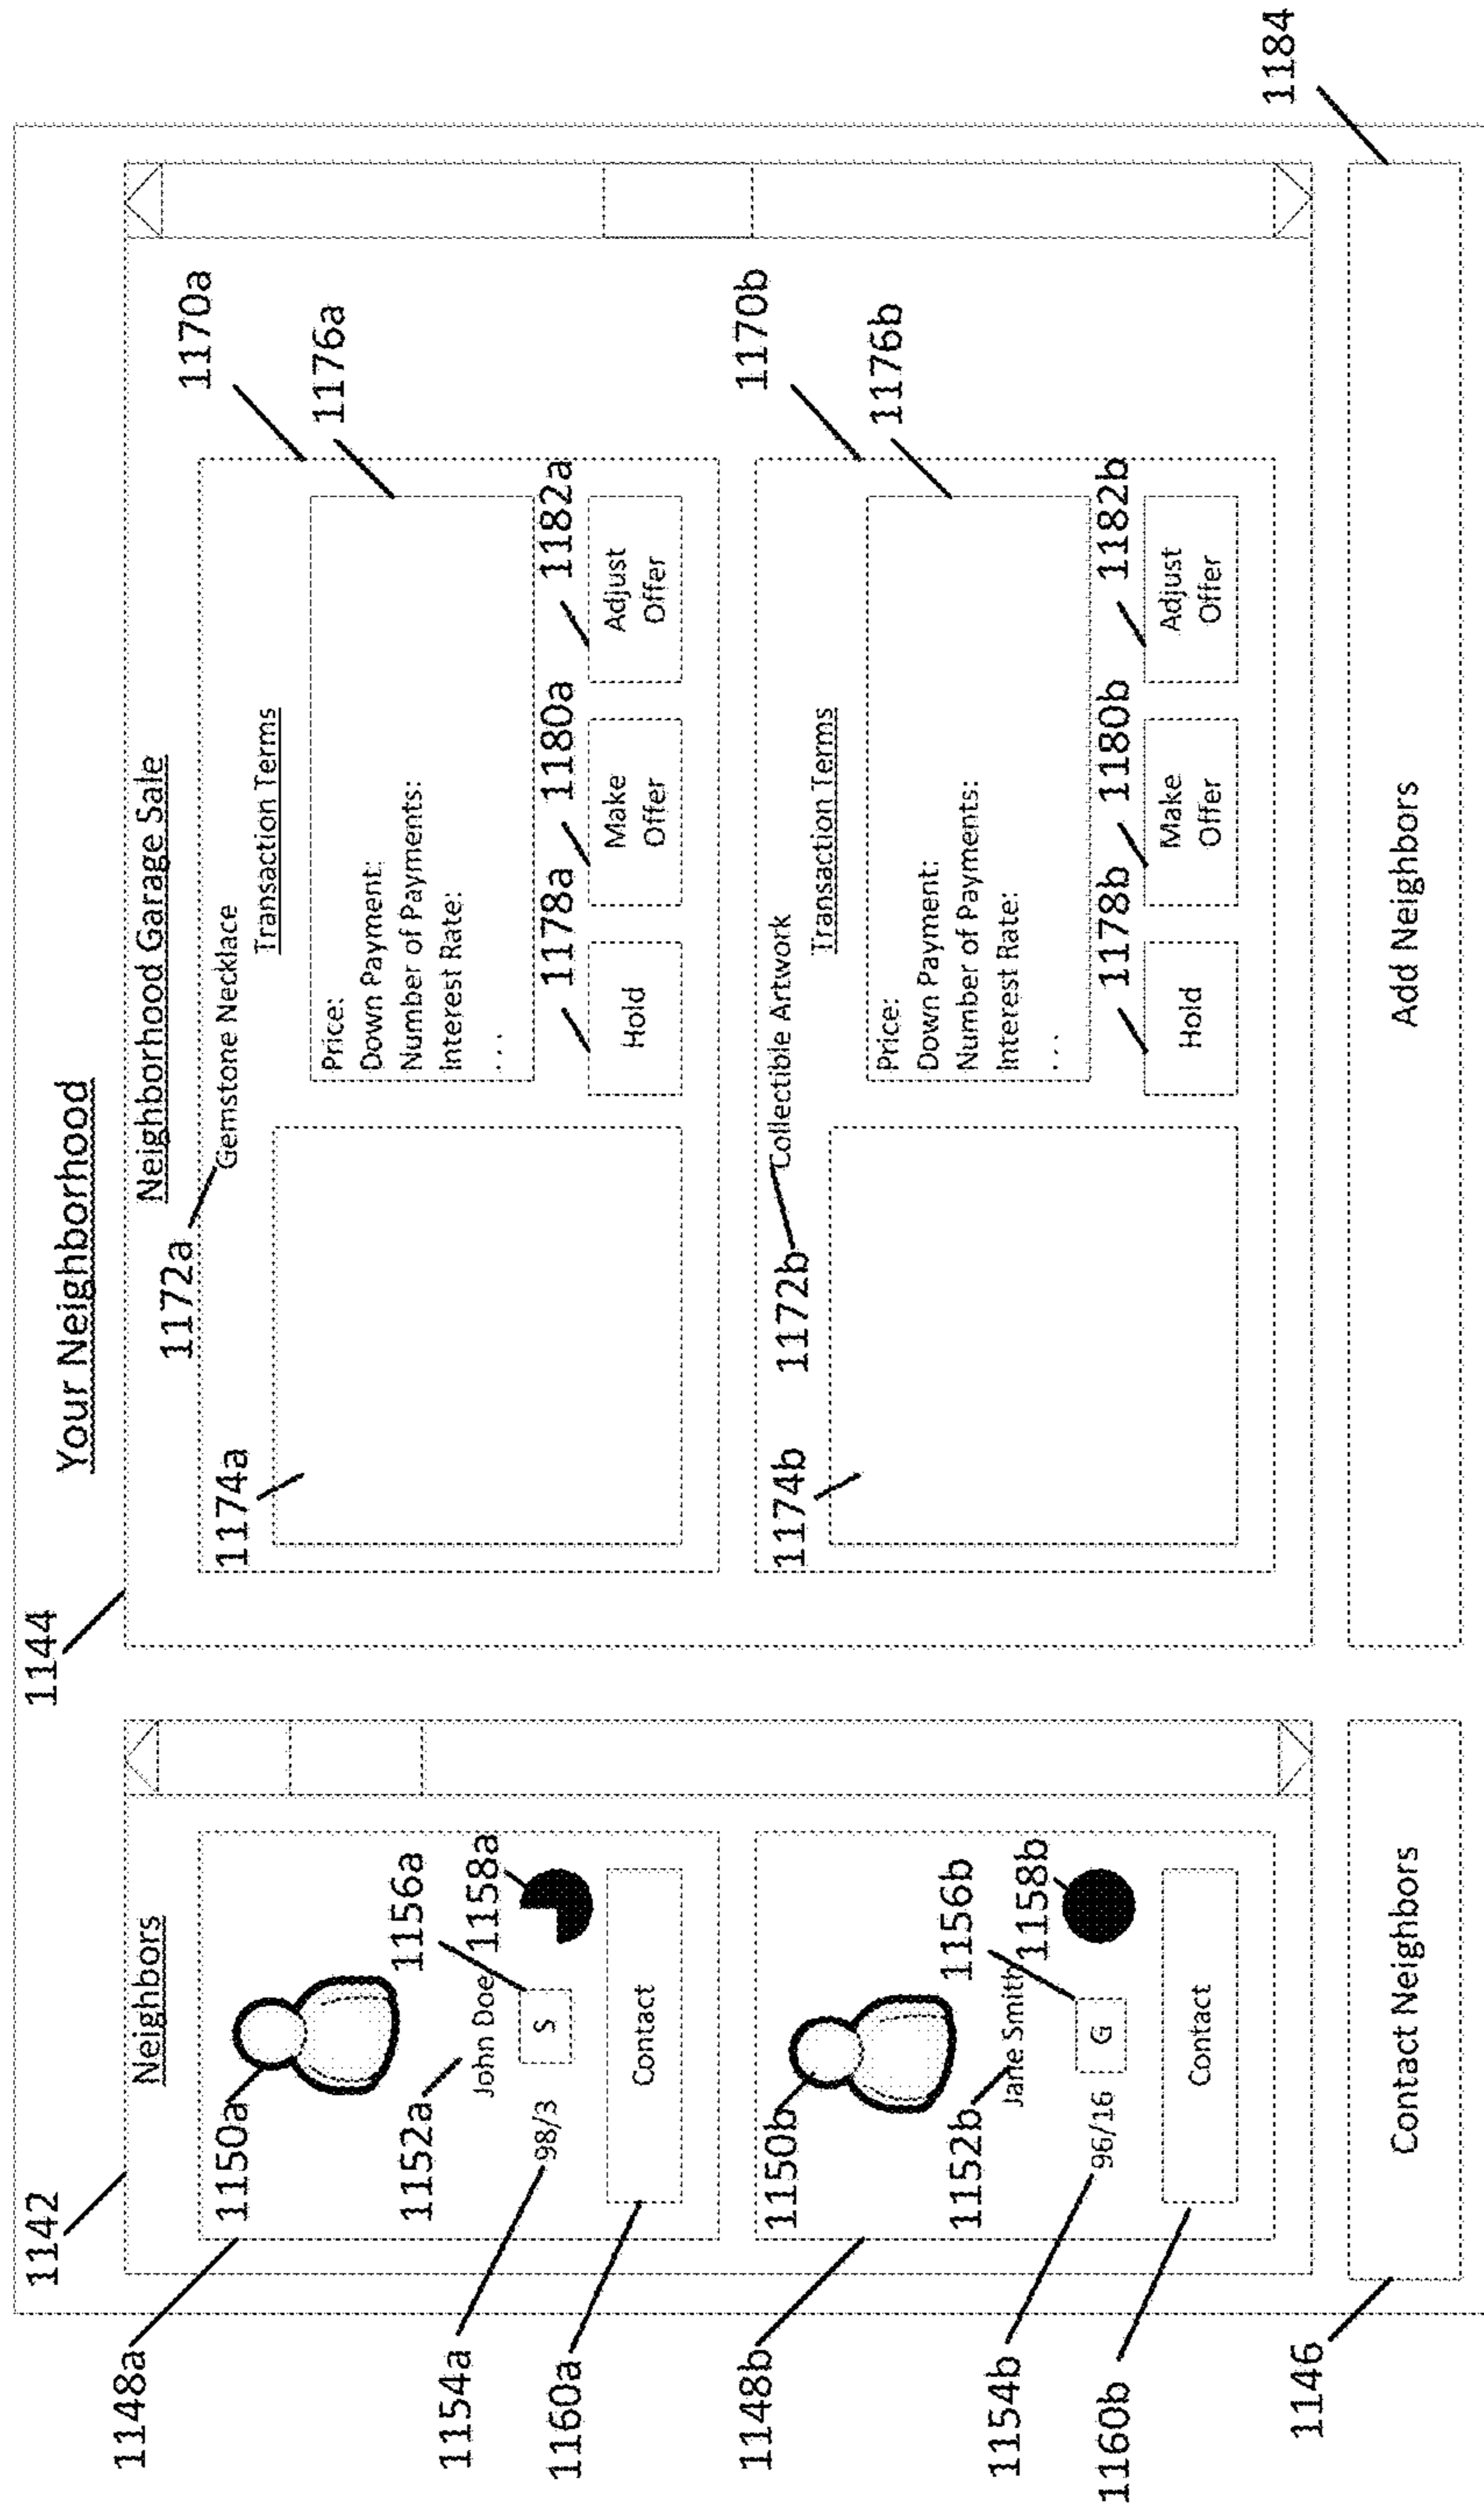 Your Neighborhood
1142
1144
Neighbors
1148a
1150a
1152a
John Doe
1156a
1154a
98/3
S
1158a
1160a
Contact
1148b
1150b
1152b
Jane Smith
1156b
1154b
96/16
G
1158b
1160b
Contact
1146
Contact Neighbors
Neighborhood Garage Sale
1170a
1172a
Gemstone Necklace
1174a
Transaction Terms
1176a
Price:
Down Payment:
Number of Payments:
Interest Rate:
...
1178a
1180a
1182a
Hold
Make
Offer
Adjust
Offer
1170b
1172b
Collectible Artwork
1174b
Transaction Terms
1176b
Price:
Down Payment:
Number of Payments:
Interest Rate:
...
1178b
1180b
1182b
Hold
Make
Offer
Adjust
Offer
1184
Add Neighbors